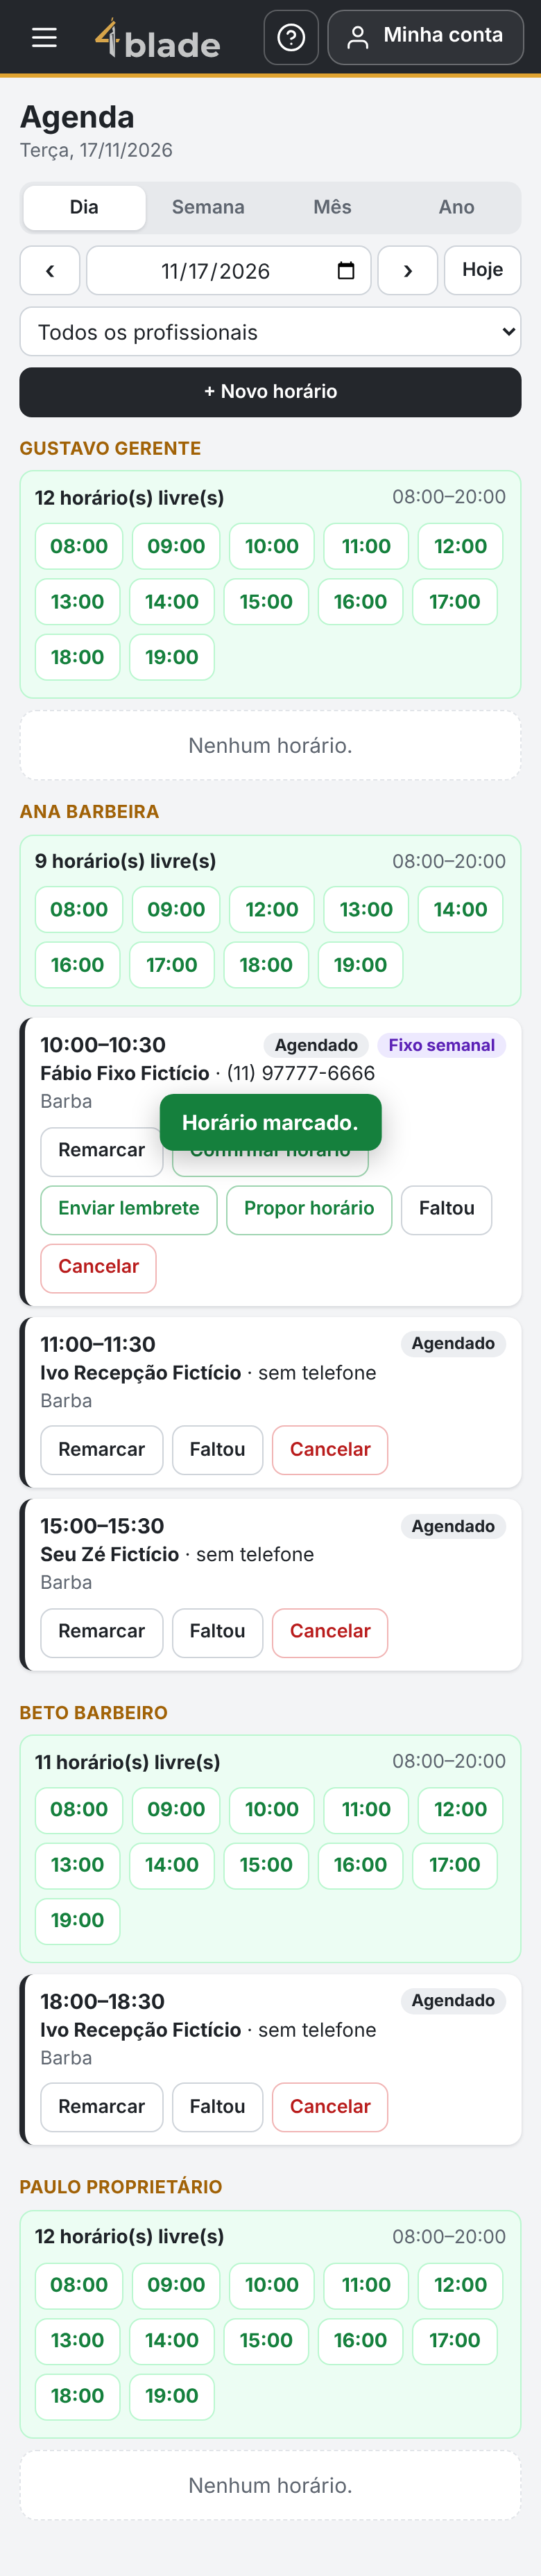 4blade
Minha conta
Agenda
Terça, 17/11/2026
Dia Semana Mês Ano
‹ 11/17/2026 › Hoje
Todos os profissionais
+ Novo horário
GUSTAVO GERENTE
12 horário(s) livre(s) 08:00–20:00
08:00 09:00 10:00 11:00 12:00
13:00 14:00 15:00 16:00 17:00
18:00 19:00
Nenhum horário.
ANA BARBEIRA
9 horário(s) livre(s) 08:00–20:00
08:00 09:00 12:00 13:00 14:00
16:00 17:00 18:00 19:00
10:00–10:30 Agendado Fixo semanal
Fábio Fixo Fictício · (11) 97777-6666
Barba
Horário marcado.
Remarcar Confirmar horário
Enviar lembrete Propor horário Faltou
Cancelar
11:00–11:30 Agendado
Ivo Recepção Fictício · sem telefone
Barba
Remarcar Faltou Cancelar
15:00–15:30 Agendado
Seu Zé Fictício · sem telefone
Barba
Remarcar Faltou Cancelar
BETO BARBEIRO
11 horário(s) livre(s) 08:00–20:00
08:00 09:00 10:00 11:00 12:00
13:00 14:00 15:00 16:00 17:00
19:00
18:00–18:30 Agendado
Ivo Recepção Fictício · sem telefone
Barba
Remarcar Faltou Cancelar
PAULO PROPRIETÁRIO
12 horário(s) livre(s) 08:00–20:00
08:00 09:00 10:00 11:00 12:00
13:00 14:00 15:00 16:00 17:00
18:00 19:00
Nenhum horário.